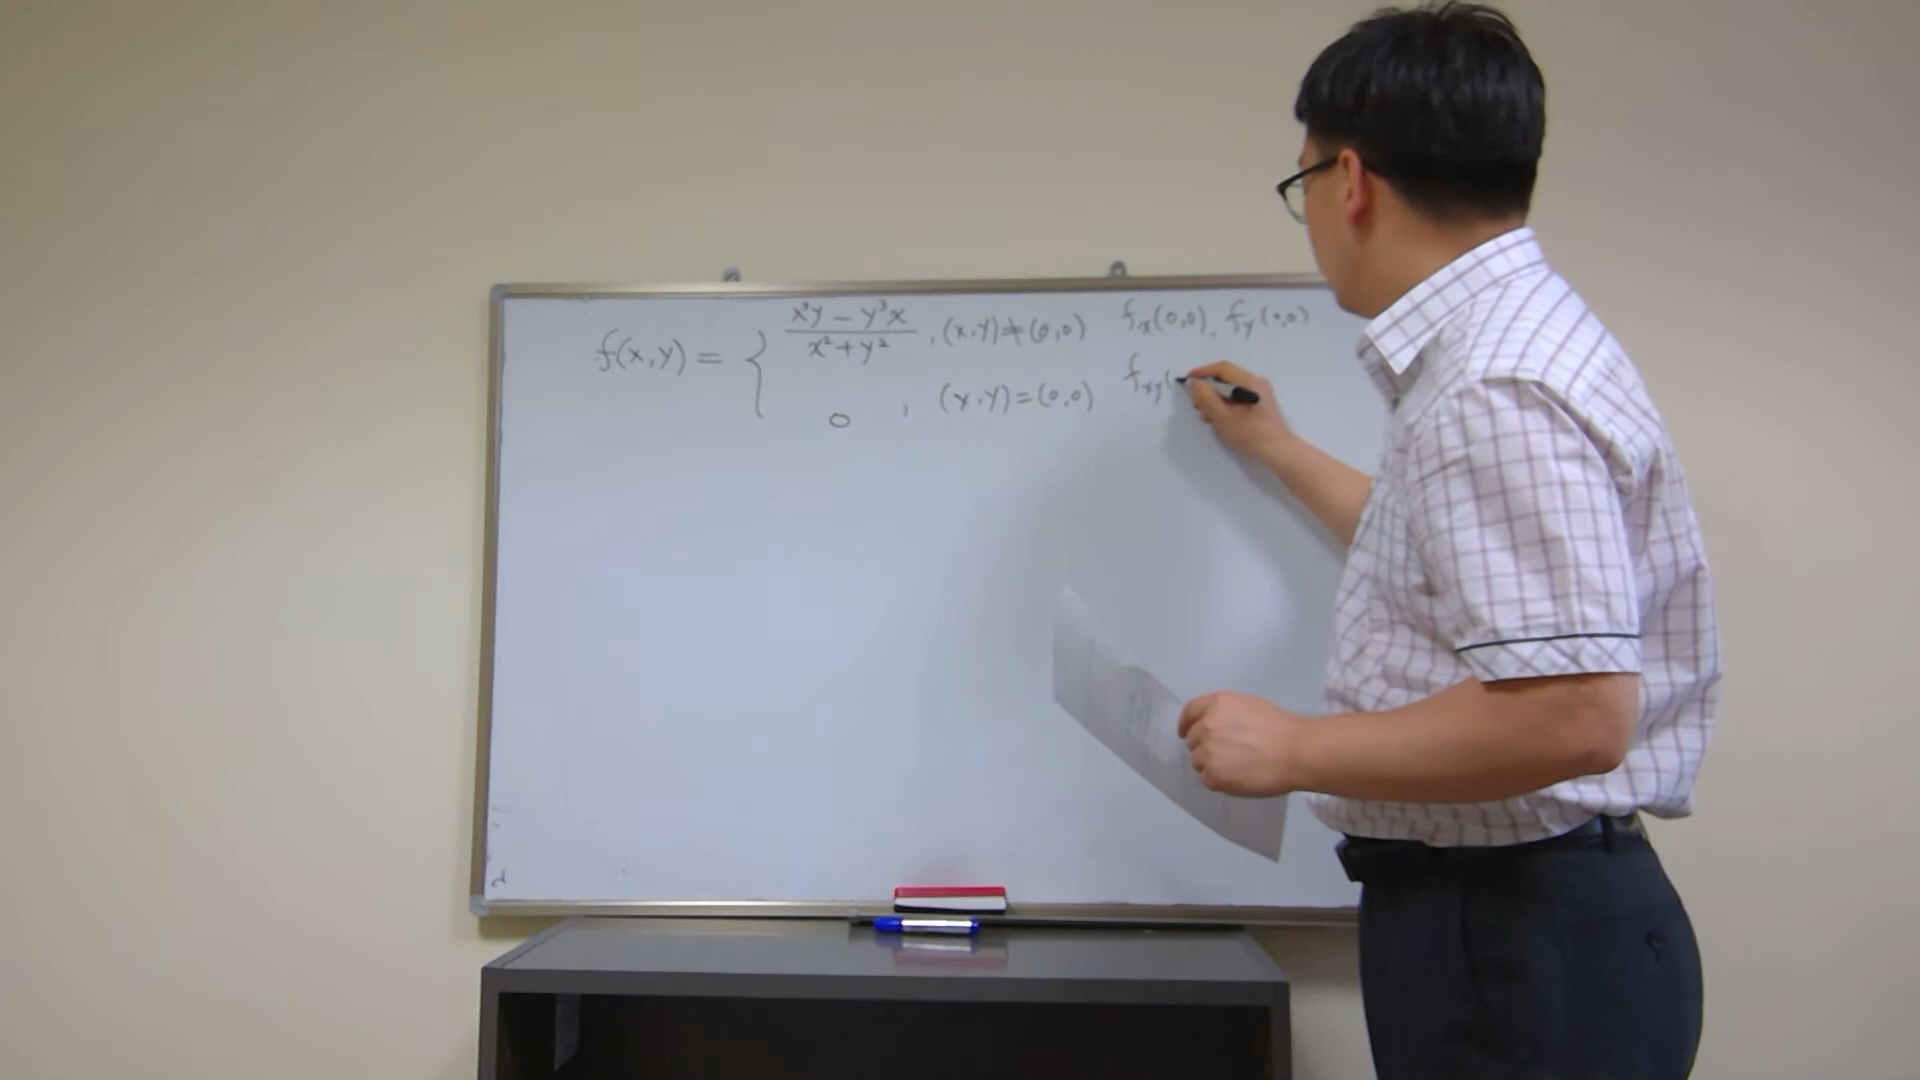 f(x,y) = { x³y − y³x / x² + y² , (x,y) ≠ (0,0)
0 , (x,y) = (0,0)
fx(0,0), fy(0,0)
fxy(